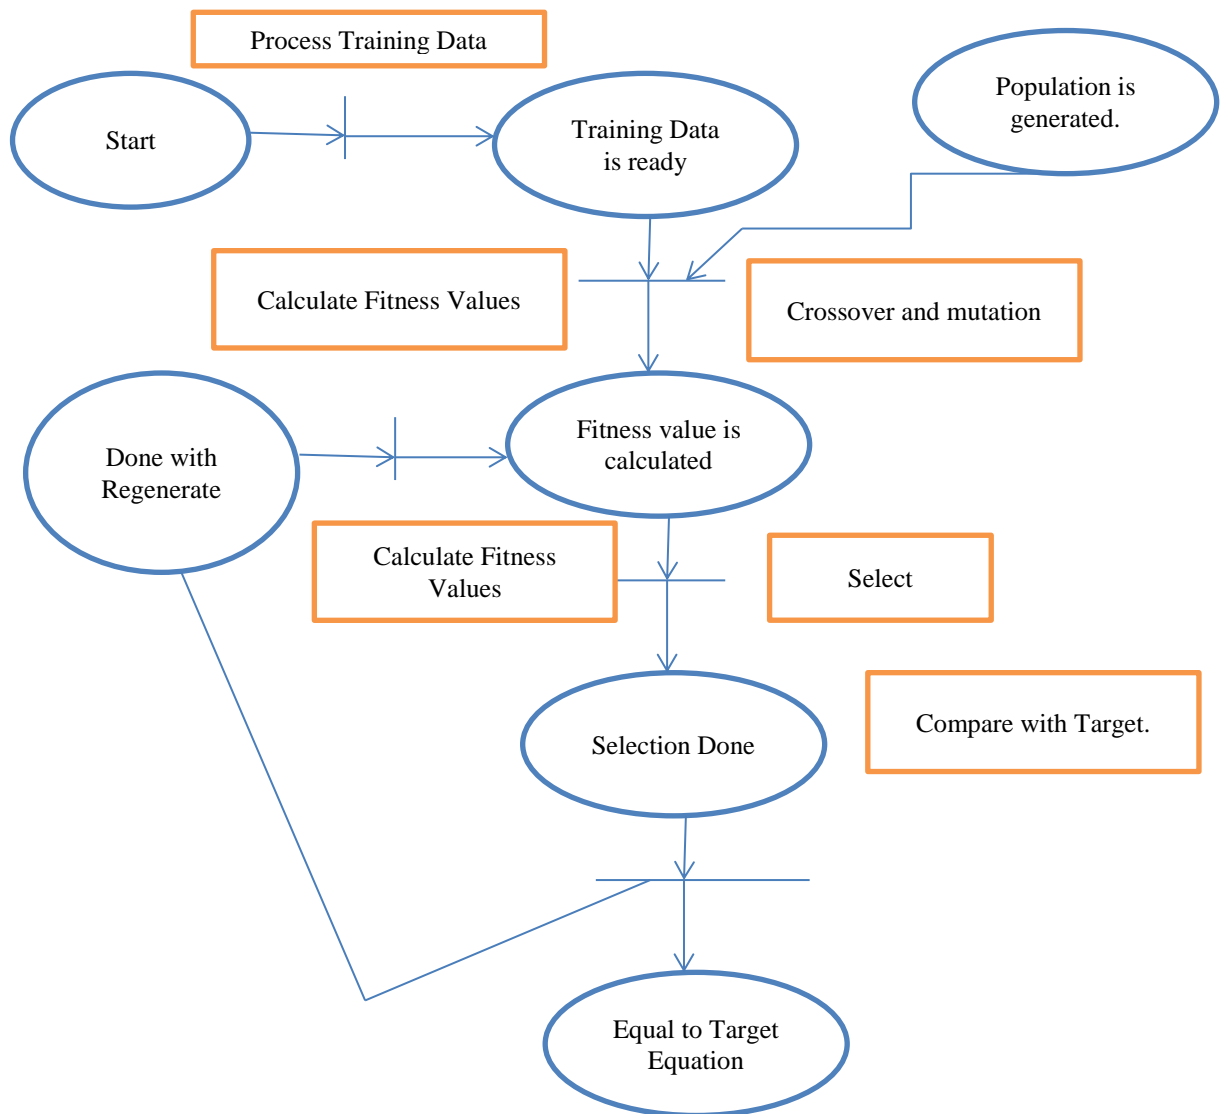 Process Training Data
Start
Training Data
is ready
Population is
generated.
Calculate Fitness Values
Crossover and mutation
Done with
Regenerate
Fitness value is
calculated
Calculate Fitness
Values
Select
Selection Done
Compare with Target.
Equal to Target
Equation